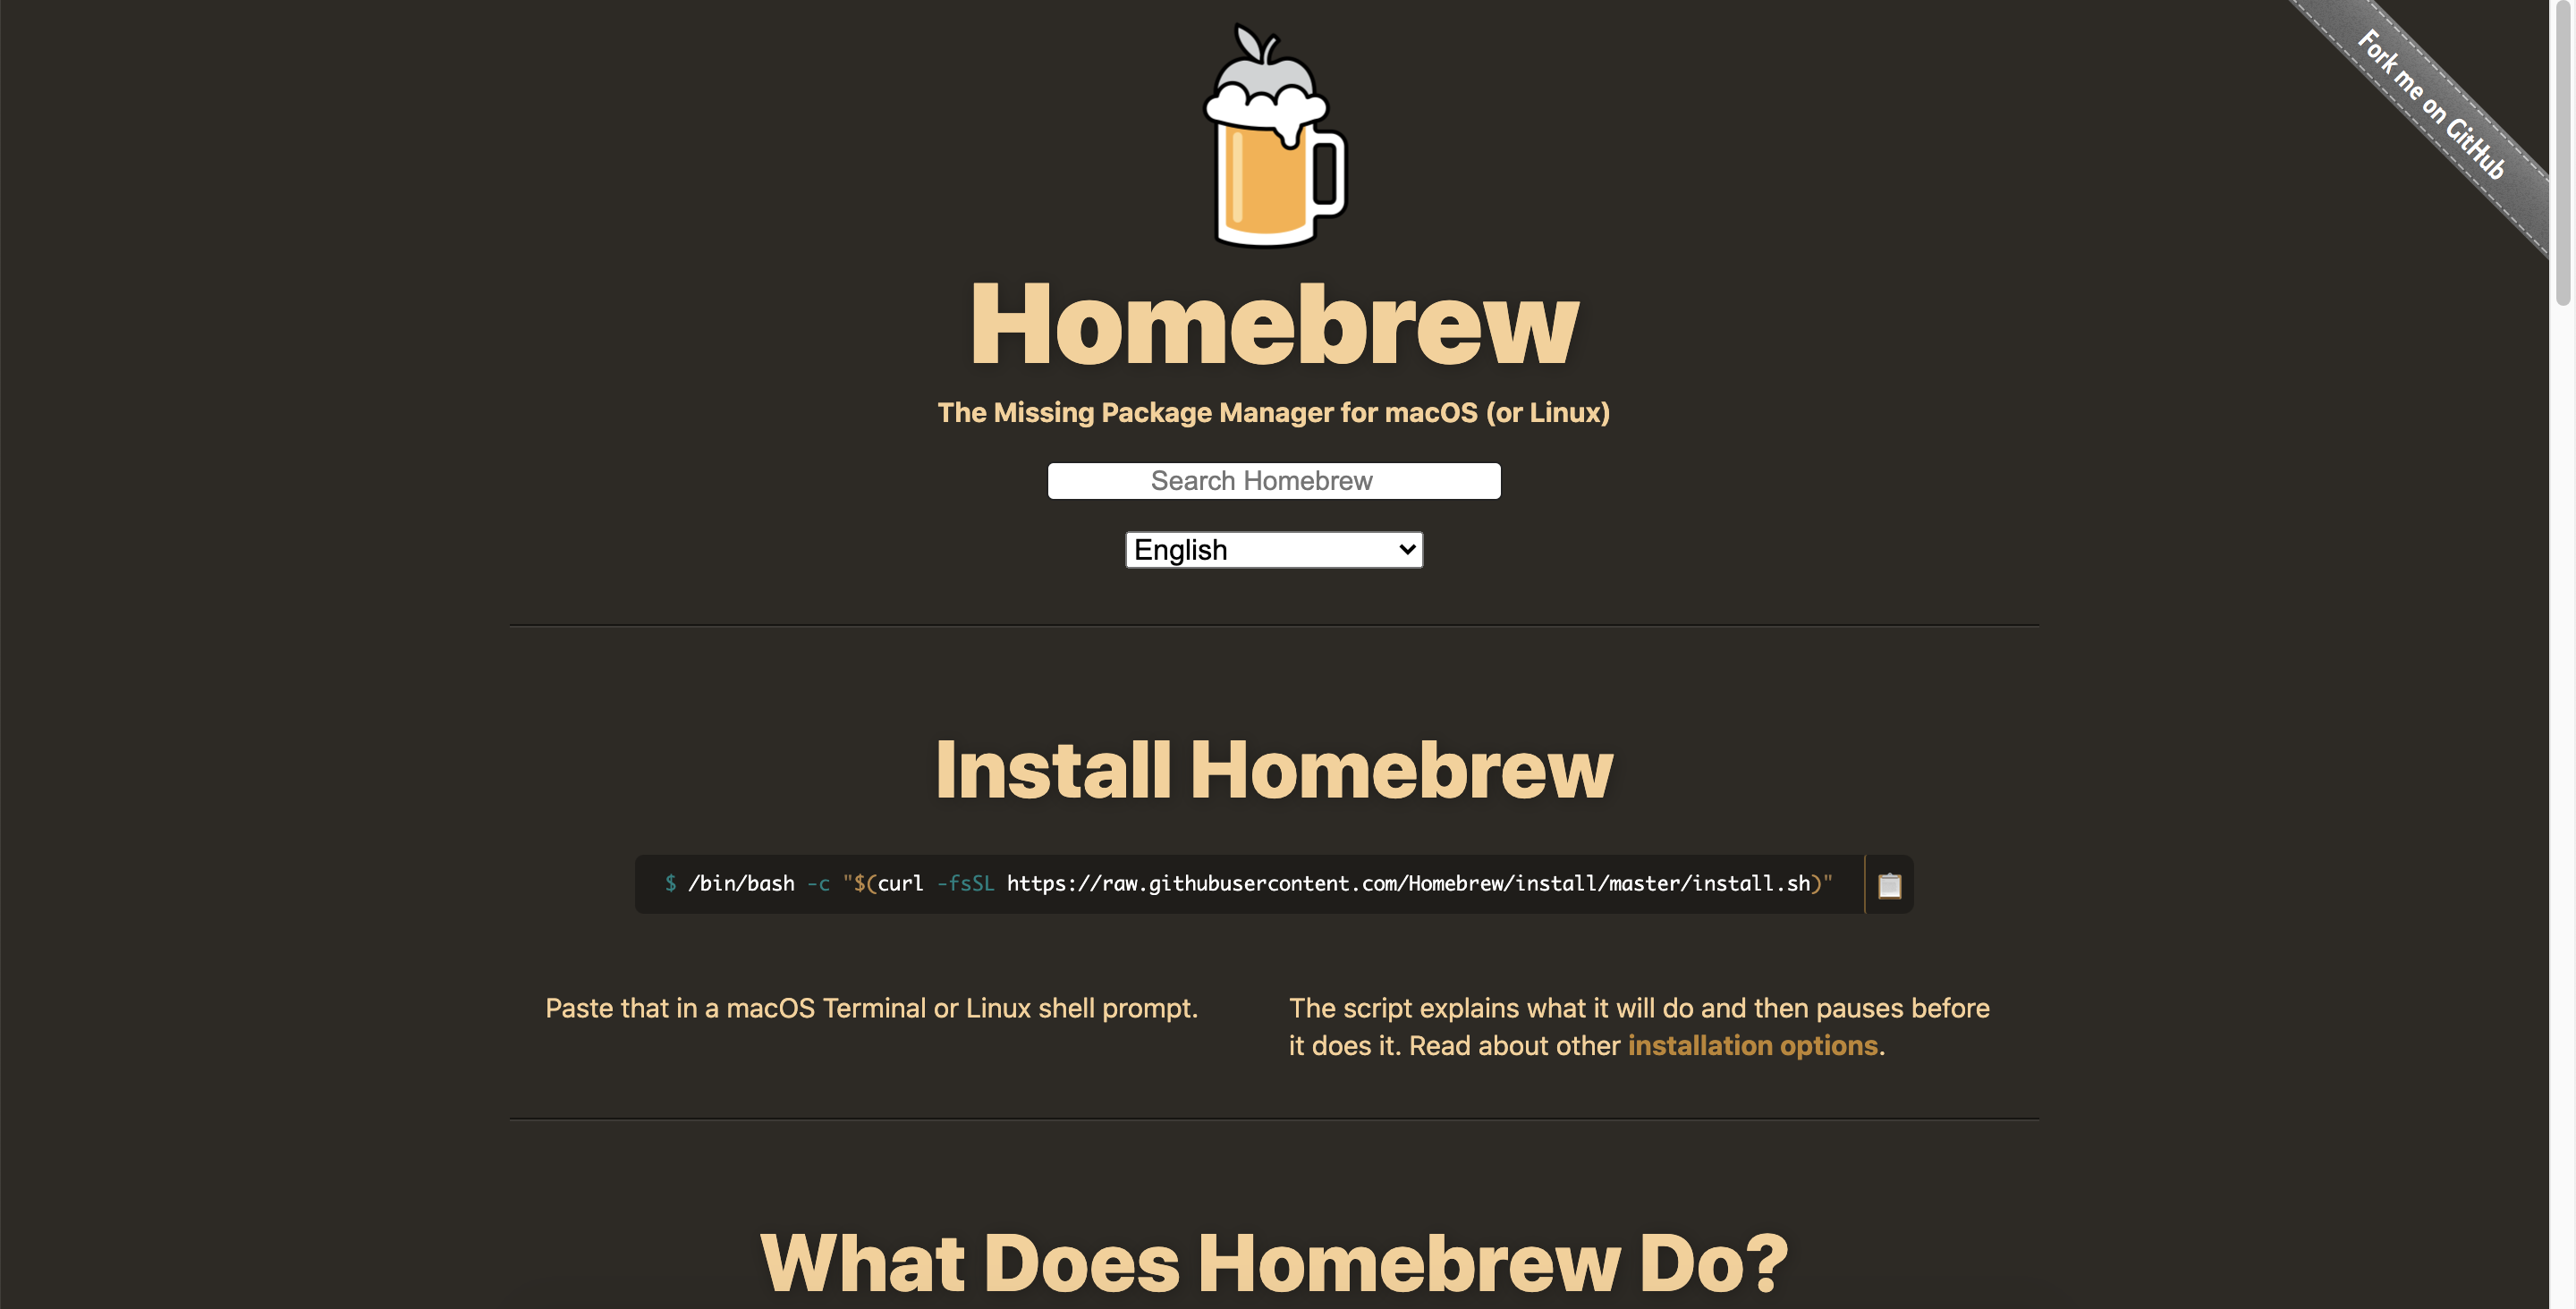 Fork me on GitHub
Homebrew
The Missing Package Manager for macOS (or Linux)
Search Homebrew
English
Install Homebrew
$ /bin/bash -c "$(curl -fsSL https://raw.githubusercontent.com/Homebrew/install/master/install.sh)"
Paste that in a macOS Terminal or Linux shell prompt.
The script explains what it will do and then pauses before
it does it. Read about other installation options.
What Does Homebrew Do?